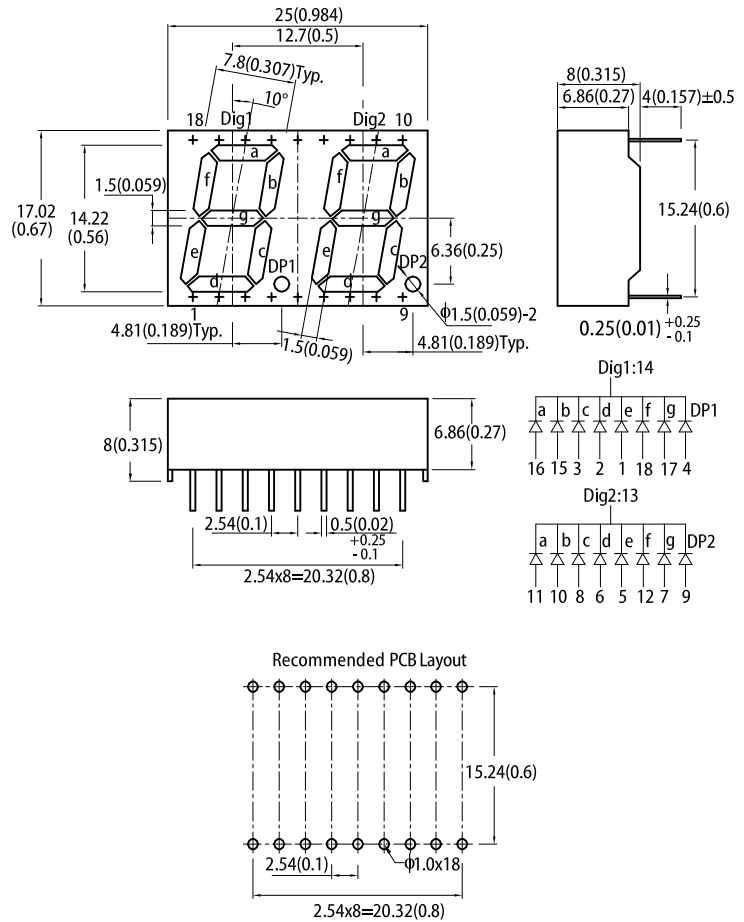 25(0.984)
12.7(0.5)
7.8(0.307)Typ.
10°
18 Dig1 Dig2 10
a
b
c
d
e
f
g
DP1
a
b
c
d
e
f
g
DP2
17.02
(0.67)
14.22
(0.56)
1.5(0.059)
6.36(0.25)
1 9
ϕ1.5(0.059)-2
4.81(0.189)Typ.
1.5(0.059)
4.81(0.189)Typ.
8(0.315)
6.86(0.27)
4(0.157)±0.5
15.24(0.6)
0.25(0.01) +0.25
- 0.1
8(0.315)
6.86(0.27)
2.54(0.1)
0.5(0.02)
+0.25
- 0.1
2.54x8=20.32(0.8)
Dig1:14
a b c d e f g DP1
16 15 3 2 1 18 17 4
Dig2:13
a b c d e f g DP2
11 10 8 6 5 12 7 9
Recommended PCB Layout
15.24(0.6)
2.54(0.1)
ϕ1.0x18
2.54x8=20.32(0.8)